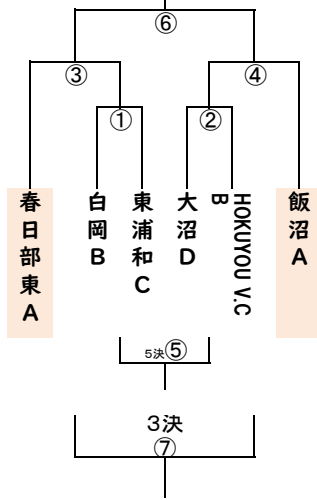 ⑥
③
④
①
②
春日部東A
白岡B
東浦和C
大沼D
HOKUYOU V.C
B
飯沼A
5決⑤
3決
⑦